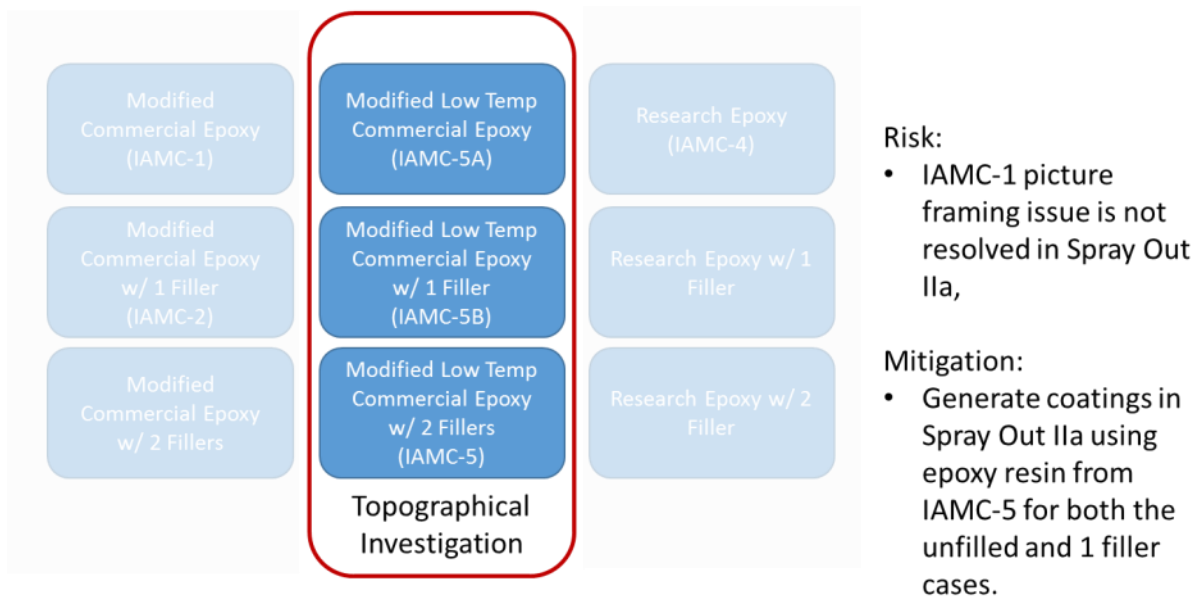 Modified
Commercial Epoxy
(IAMC-1)
Modified Low Temp
Commercial Epoxy
(IAMC-5A)
Research Epoxy
(IAMC-4)
Modified
Commercial Epoxy
w/ 1 Filler
(IAMC-2)
Modified Low Temp
Commercial Epoxy
w/ 1 Filler
(IAMC-5B)
Research Epoxy w/ 1
Filler
Modified
Commercial Epoxy
w/ 2 Fillers
Modified Low Temp
Commercial Epoxy
w/ 2 Fillers
(IAMC-5)
Research Epoxy w/ 2
Filler
Topographical
Investigation
Risk:
• IAMC-1 picture
framing issue is not
resolved in Spray Out
IIa,
Mitigation:
• Generate coatings in
Spray Out IIa using
epoxy resin from
IAMC-5 for both the
unfilled and 1 filler
cases.